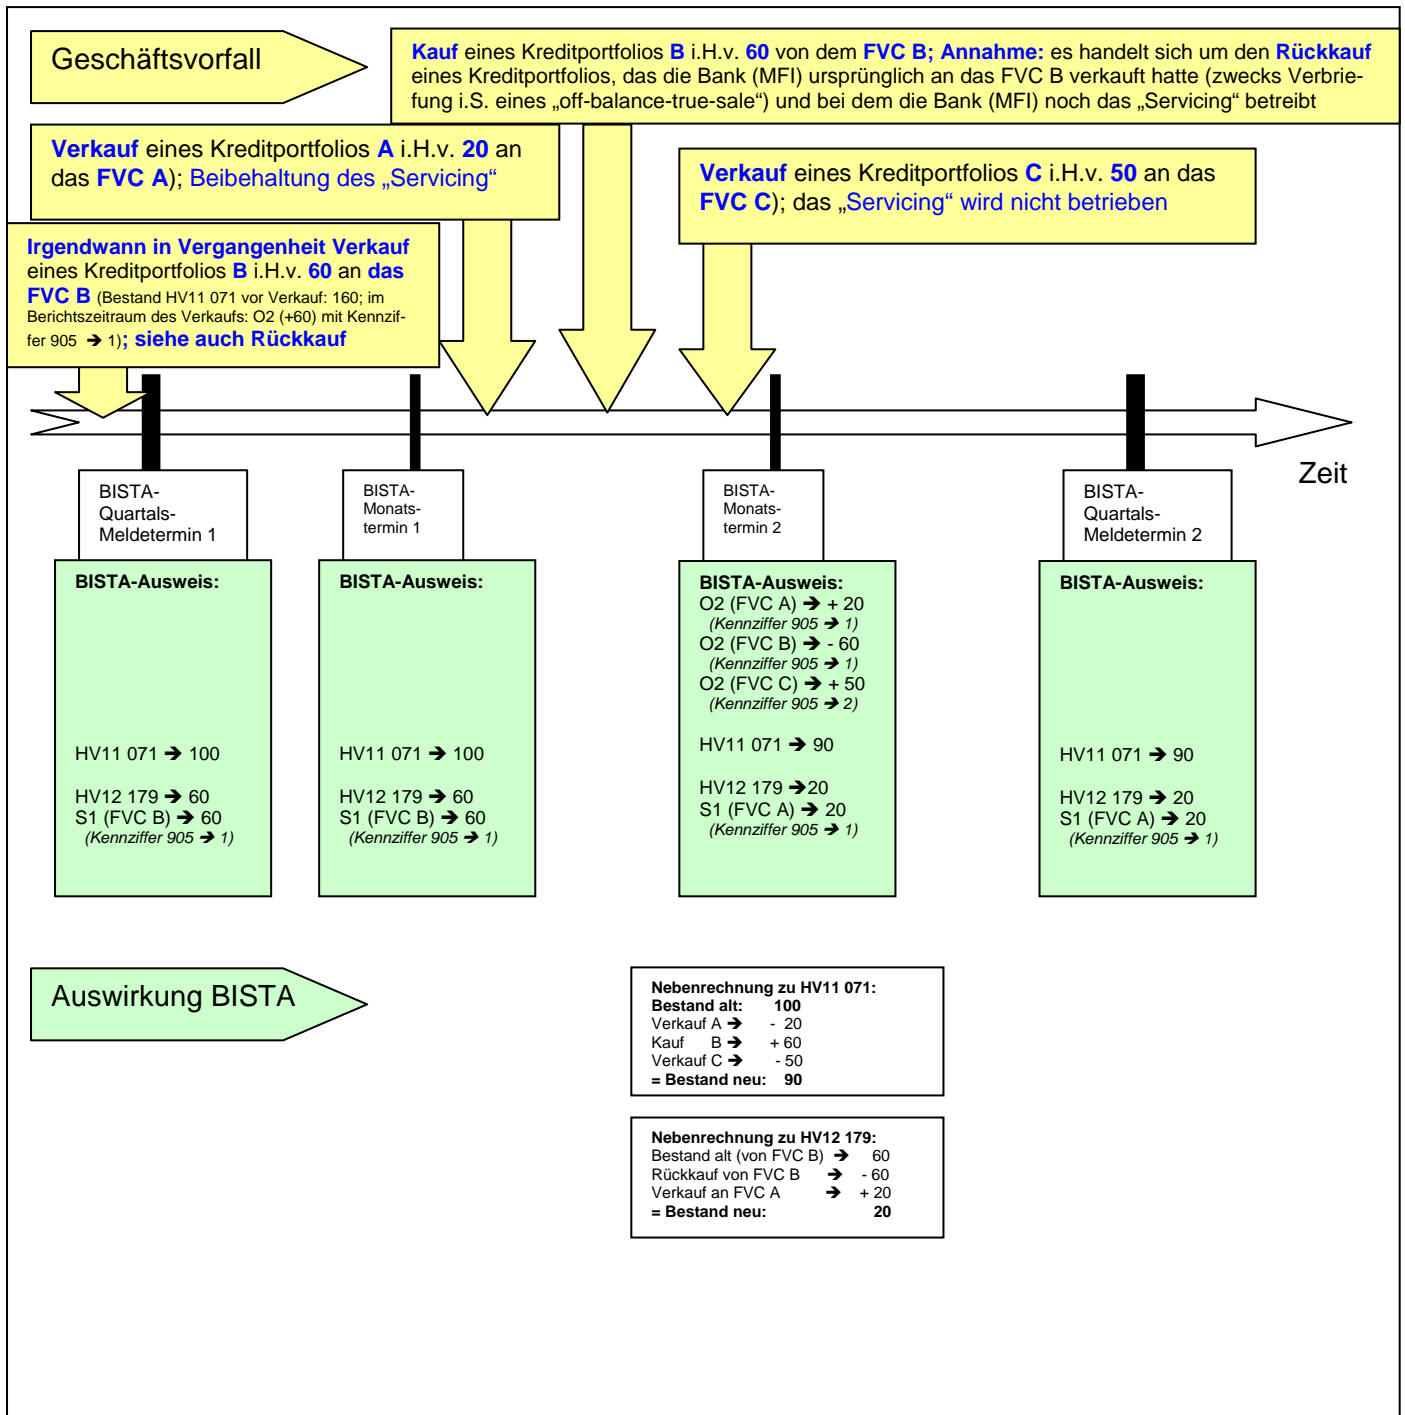 Geschäftsvorfall
Kauf eines Kreditportfolios B i.H.v. 60 von dem FVC B; Annahme: es handelt sich um den Rückkauf
eines Kreditportfolios, das die Bank (MFI) ursprünglich an das FVC B verkauft hatte (zwecks Verbrie-
fung i.S. eines „off-balance-true-sale“) und bei dem die Bank (MFI) noch das „Servicing“ betreibt
Verkauf eines Kreditportfolios A i.H.v. 20 an
das FVC A); Beibehaltung des „Servicing“
Verkauf eines Kreditportfolios C i.H.v. 50 an das
FVC C); das „Servicing“ wird nicht betrieben
Irgendwann in Vergangenheit Verkauf
eines Kreditportfolios B i.H.v. 60 an das
FVC B (Bestand HV11 071 vor Verkauf: 160; im
Berichtszeitraum des Verkaufs: O2 (+60) mit Kennzif-
fer 905 ➔ 1); siehe auch Rückkauf
Zeit
BISTA-
Quartals-
Meldetermin 1
BISTA-Ausweis:
HV11 071 ➔ 100
HV12 179 ➔ 60
S1 (FVC B) ➔ 60
(Kennziffer 905 ➔ 1)
BISTA-
Monats-
termin 1
BISTA-Ausweis:
HV11 071 ➔ 100
HV12 179 ➔ 60
S1 (FVC B) ➔ 60
(Kennziffer 905 ➔ 1)
BISTA-
Monats-
termin 2
BISTA-Ausweis:
O2 (FVC A) ➔ + 20
(Kennziffer 905 ➔ 1)
O2 (FVC B) ➔ - 60
(Kennziffer 905 ➔ 1)
O2 (FVC C) ➔ + 50
(Kennziffer 905 ➔ 2)
HV11 071 ➔ 90
HV12 179 ➔20
S1 (FVC A) ➔ 20
(Kennziffer 905 ➔ 1)
BISTA-
Quartals-
Meldetermin 2
BISTA-Ausweis:
HV11 071 ➔ 90
HV12 179 ➔ 20
S1 (FVC A) ➔ 20
(Kennziffer 905 ➔ 1)
Auswirkung BISTA
Nebenrechnung zu HV11 071:
Bestand alt: 100
Verkauf A ➔ - 20
Kauf B ➔ + 60
Verkauf C ➔ - 50
= Bestand neu: 90
Nebenrechnung zu HV12 179:
Bestand alt (von FVC B) ➔ 60
Rückkauf von FVC B ➔ - 60
Verkauf an FVC A ➔ + 20
= Bestand neu: 20